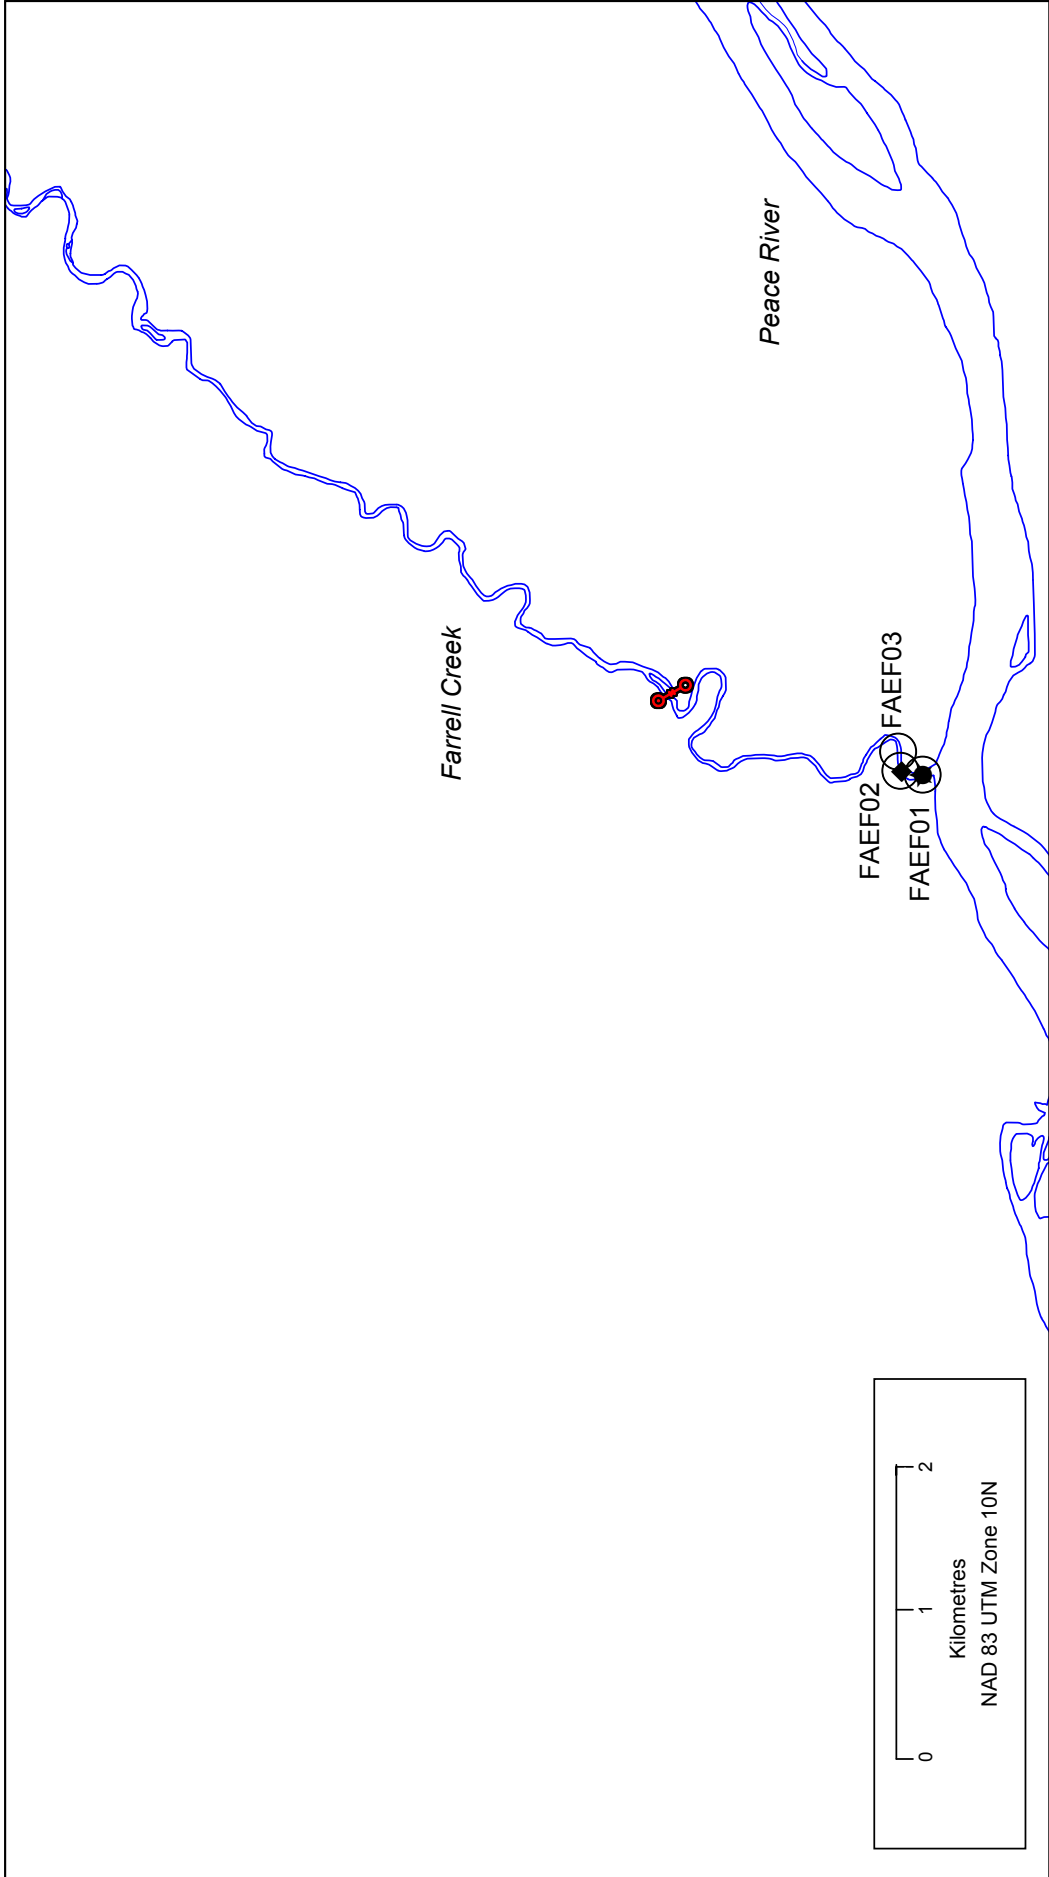 Farrell Creek
Peace River
FAEF02
FAEF03
FAEF01
0 1 2
Kilometres
NAD 83 UTM Zone 10N